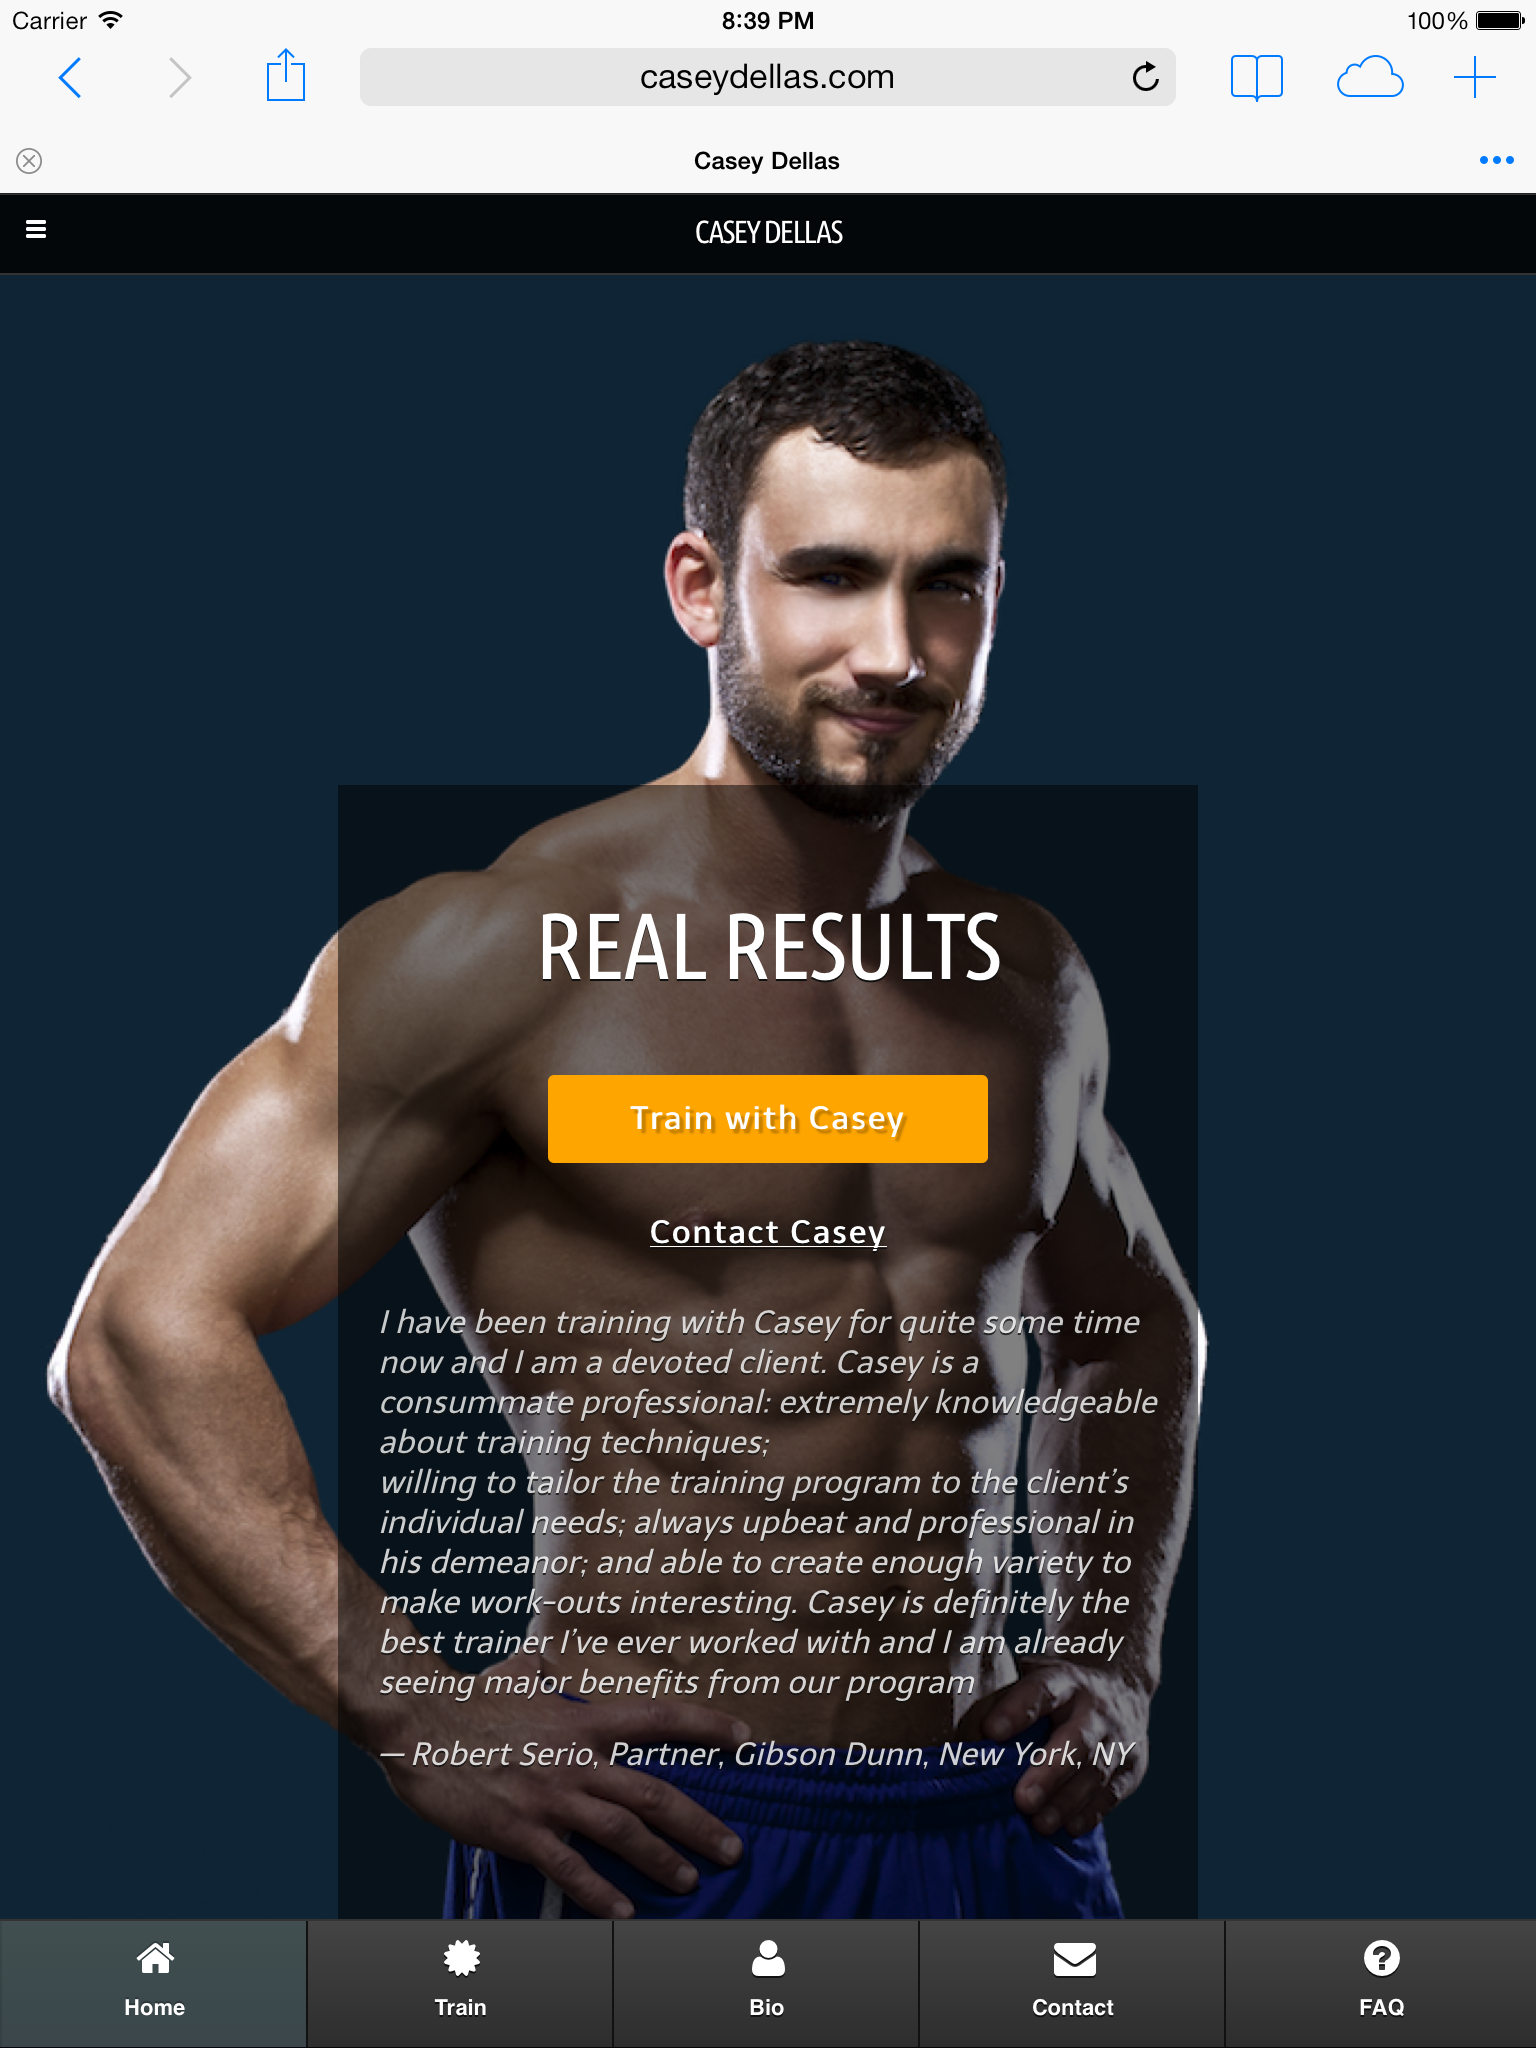 Carrier 8:39 PM 100%
caseydellas.com
Casey Dellas
CASEY DELLAS
REAL RESULTS
Train with Casey
Contact Casey
I have been training with Casey for quite some time
now and I am a devoted client. Casey is a
consummate professional: extremely knowledgeable
about training techniques;
willing to tailor the training program to the client's
individual needs; always upbeat and professional in
his demeanor; and able to create enough variety to
make work-outs interesting. Casey is definitely the
best trainer I've ever worked with and I am already
seeing major benefits from our program
— Robert Serio, Partner, Gibson Dunn, New York, NY
Home Train Bio Contact FAQ